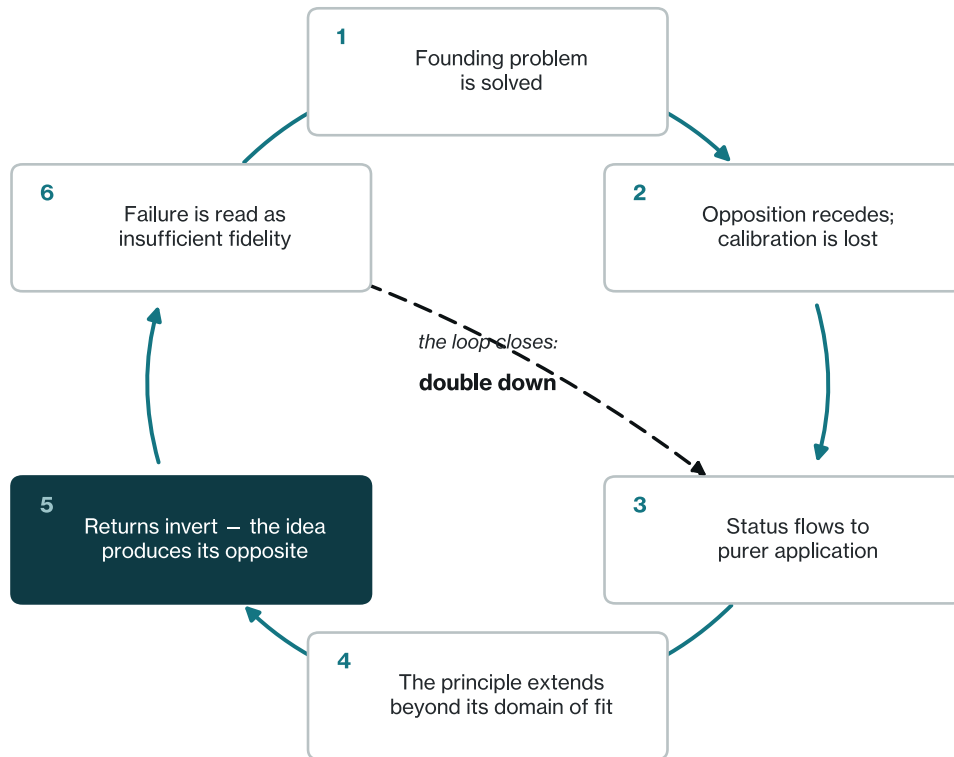 1
Founding problem
is solved
2
Opposition recedes;
calibration is lost
3
Status flows to
purer application
4
The principle extends
beyond its domain of fit
5
Returns invert — the idea
produces its opposite
6
Failure is read as
insufficient fidelity
the loop closes:
double down